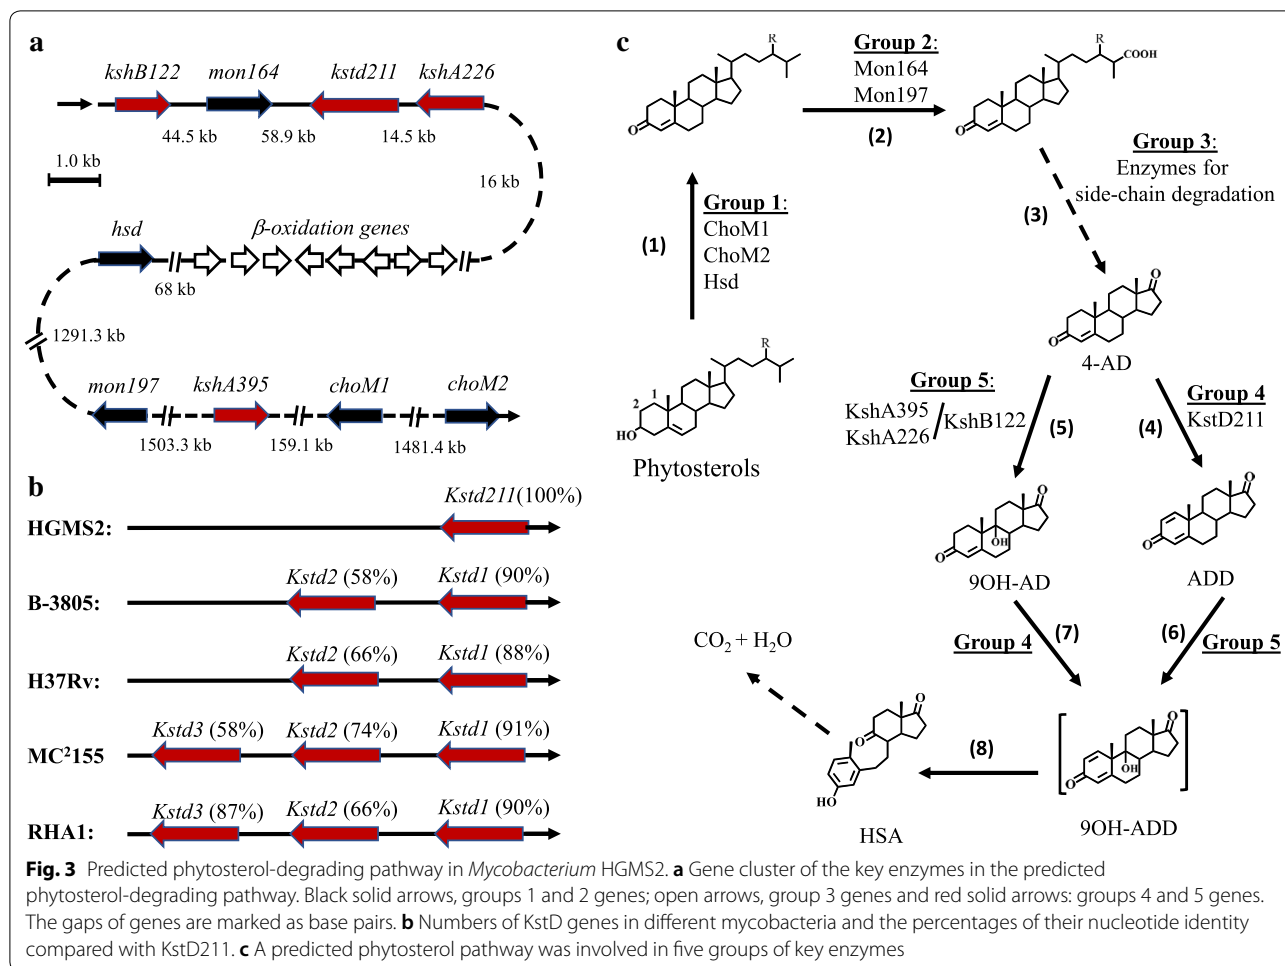 a
kshB122 mon164 kstd211 kshA226
44.5 kb 58.9 kb 14.5 kb
1.0 kb
16 kb
hsd β-oxidation genes
68 kb
1291.3 kb
mon197 kshA395 choM1 choM2
1503.3 kb 159.1 kb 1481.4 kb
b
Kstd211(100%)
HGMS2:
Kstd2 (58%) Kstd1 (90%)
B-3805:
Kstd2 (66%) Kstd1 (88%)
H37Rv:
Kstd3 (58%) Kstd2 (74%) Kstd1 (91%)
MC²155
Kstd3 (87%) Kstd2 (66%) Kstd1 (90%)
RHA1:
c
R
O
Group 2:
Mon164
Mon197
(2)
R
COOH
O
Group 3:
Enzymes for
side-chain degradation
(3)
Group 1:
ChoM1
ChoM2
Hsd
(1)
R
1
2
HO
Phytosterols
O
O
4-AD
Group 5:
KshA395
KshA226
/KshB122
(5)
Group 4
KstD211
(4)
O
OH
O
9OH-AD
O
O
ADD
(7)
Group 4
(6)
Group 5
CO₂ + H₂O
O
O
HO
HSA
(8)
O
OH
O
9OH-ADD
Fig. 3 Predicted phytosterol-degrading pathway in Mycobacterium HGMS2. a Gene cluster of the key enzymes in the predicted
phytosterol-degrading pathway. Black solid arrows, groups 1 and 2 genes; open arrows, group 3 genes and red solid arrows: groups 4 and 5 genes.
The gaps of genes are marked as base pairs. b Numbers of KstD genes in different mycobacteria and the percentages of their nucleotide identity
compared with KstD211. c A predicted phytosterol pathway was involved in five groups of key enzymes